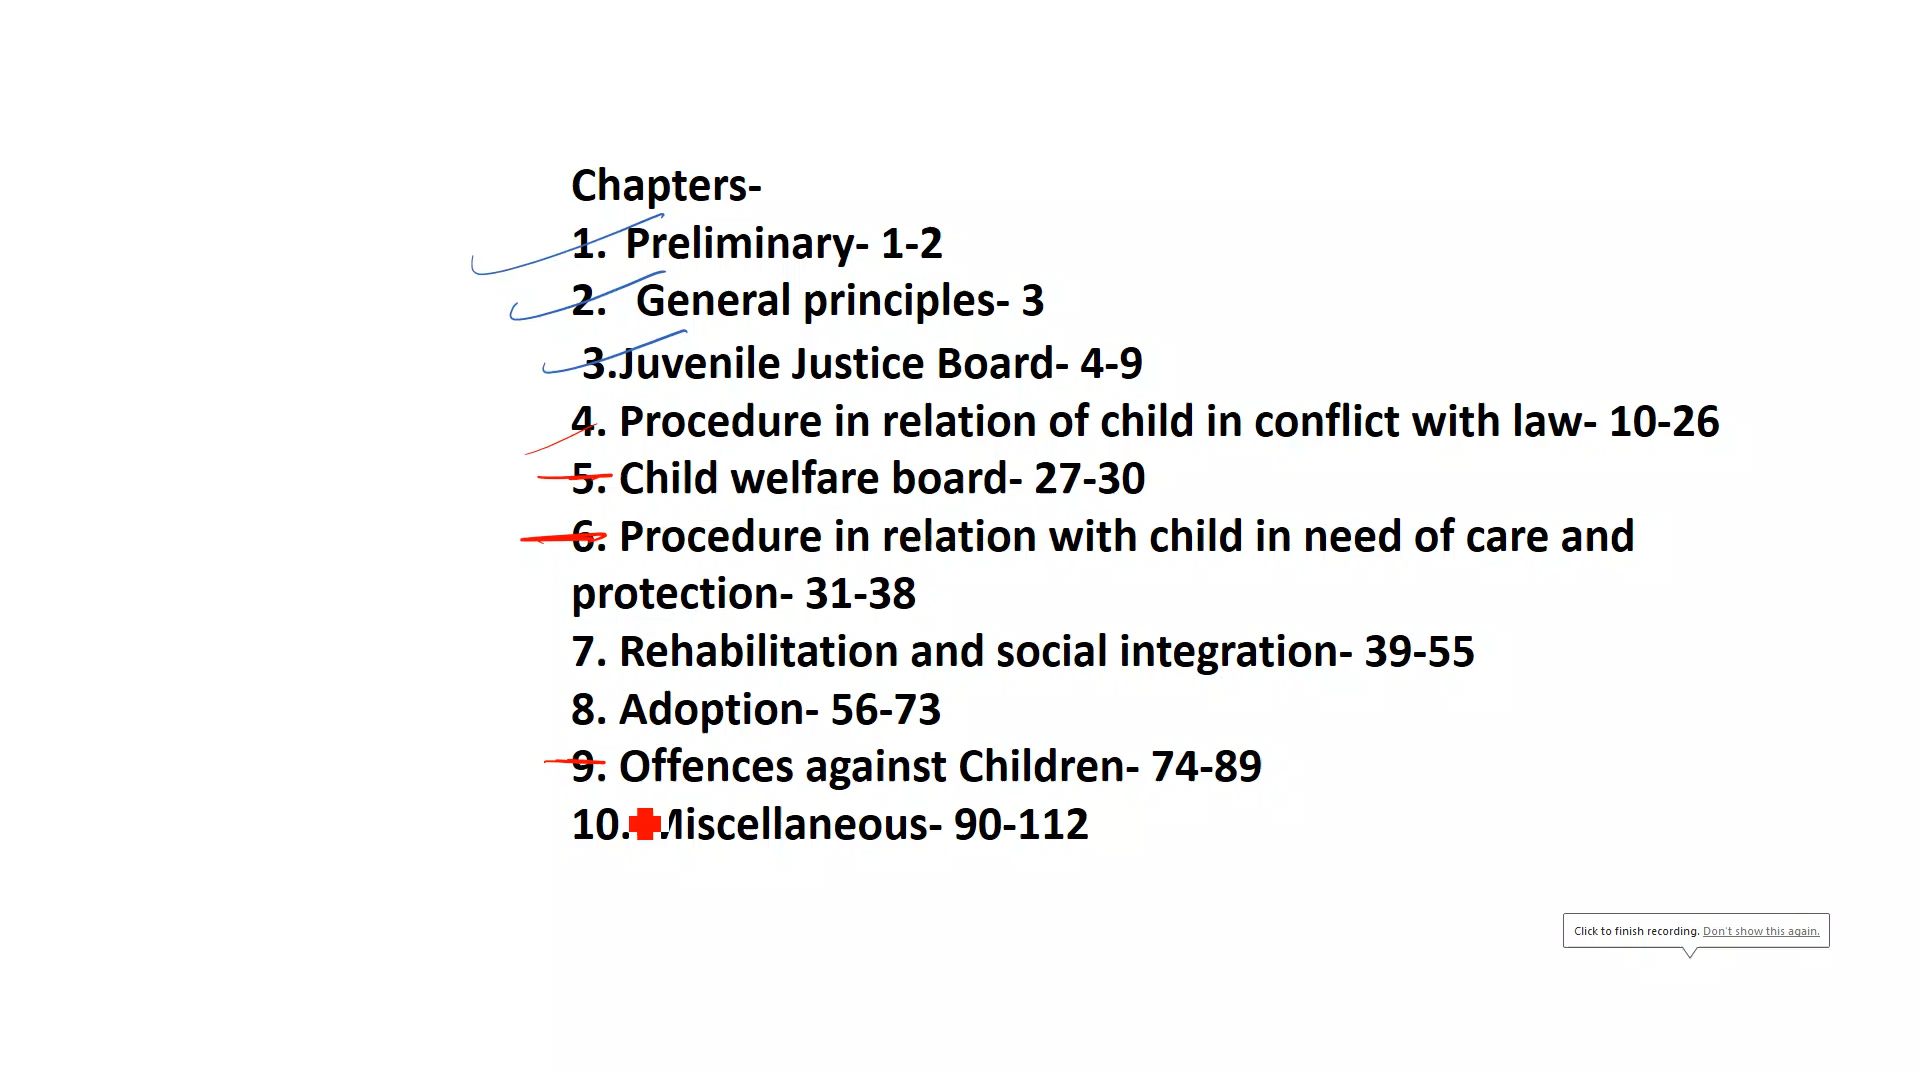 Chapters-
1. Preliminary- 1-2
2. General principles- 3
3.Juvenile Justice Board- 4-9
4. Procedure in relation of child in conflict with law- 10-26
5. Child welfare board- 27-30
6. Procedure in relation with child in need of care and
protection- 31-38
7. Rehabilitation and social integration- 39-55
8. Adoption- 56-73
9. Offences against Children- 74-89
10. Miscellaneous- 90-112
Click to finish recording. Don't show this again.